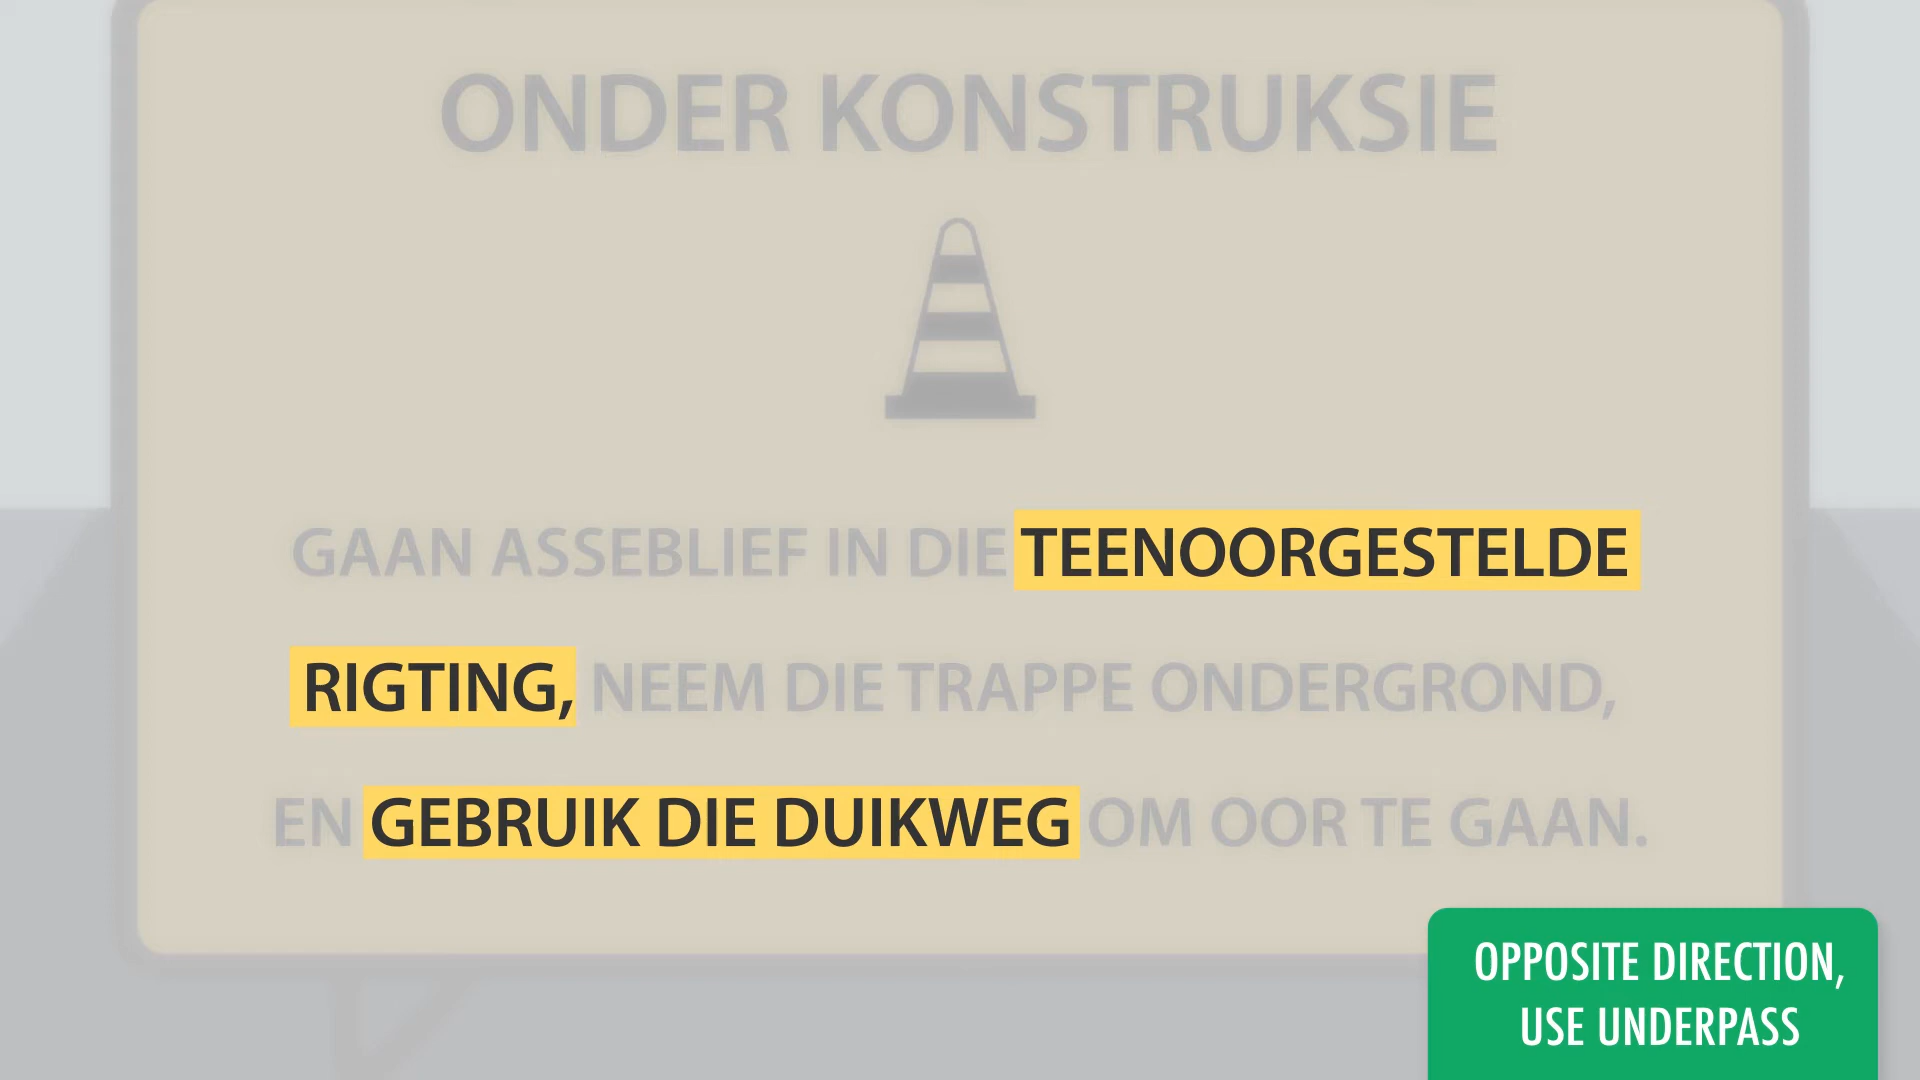 ONDER KONSTRUKSIE
GAAN ASSEBLIEF IN DIE TEENOORGESTELDE
RIGTING, NEEM DIE TRAPPE ONDERGROND,
EN GEBRUIK DIE DUIKWEG OM OOR TE GAAN.
OPPOSITE DIRECTION,
USE UNDERPASS